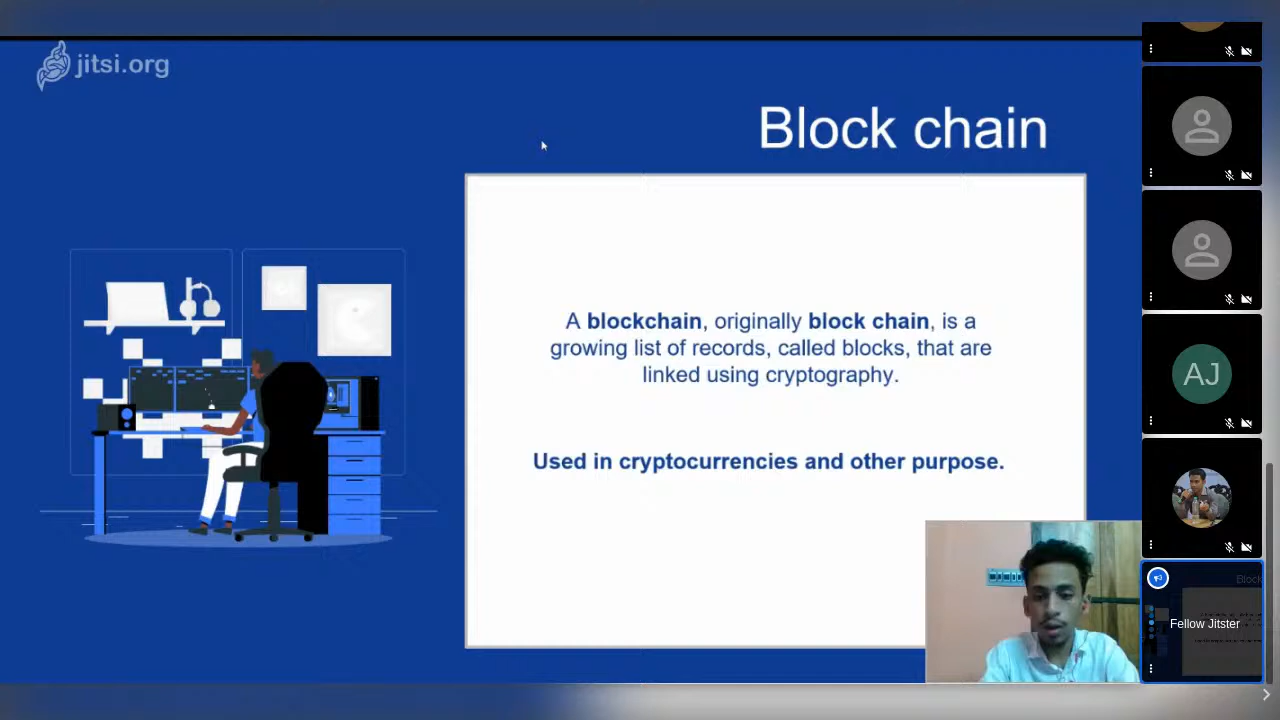 jitsi.org
Block chain
A blockchain, originally block chain, is a
growing list of records, called blocks, that are
linked using cryptography.
Used in cryptocurrencies and other purpose.
AJ
Block
Fellow Jitster